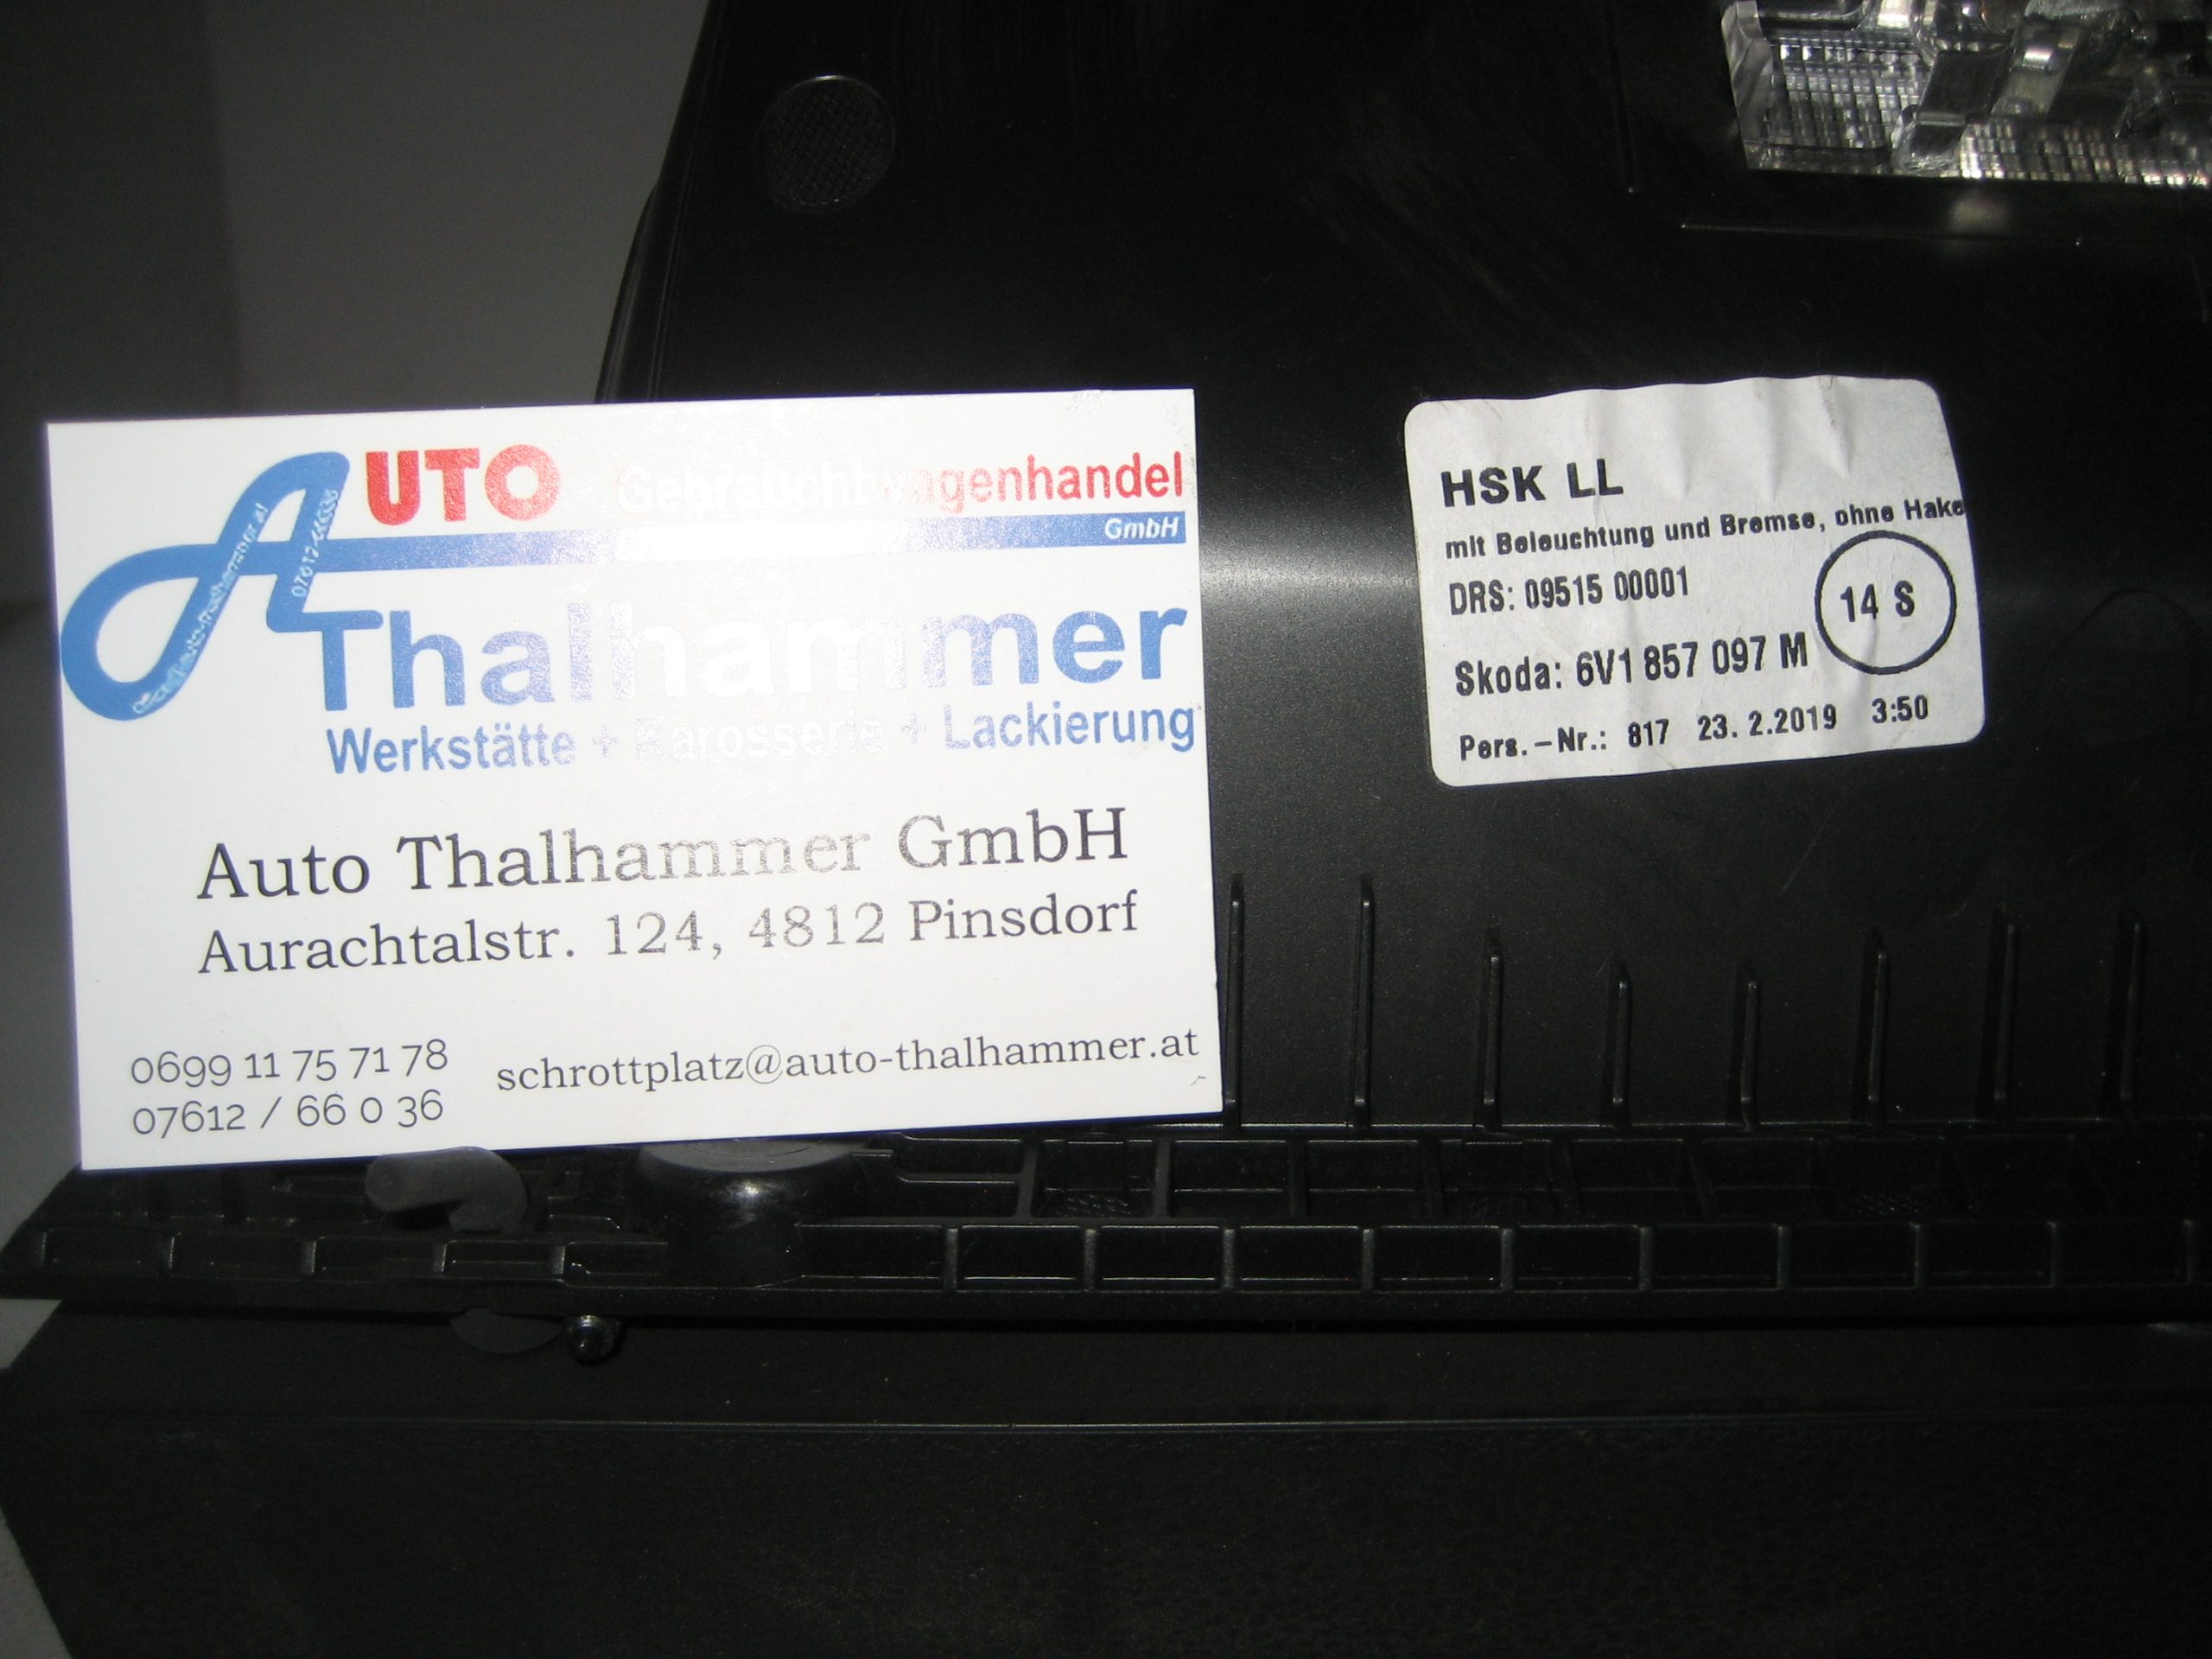 AUTO Gebrauchtwagenhandel
GmbH
07612-66036
Thalhammer
Werkstätte + Karosserie + Lackierung
Auto Thalhammer GmbH
Aurachtalstr. 124, 4812 Pinsdorf
0699 11 75 71 78
07612 / 66 0 36
schrottplatz@auto-thalhammer.at
HSK LL
mit Beleuchtung und Bremse, ohne Hake
DRS: 09515 00001
14 S
Skoda: 6V1 857 097 M
Pers.-Nr.: 817 23. 2.2019 3:50